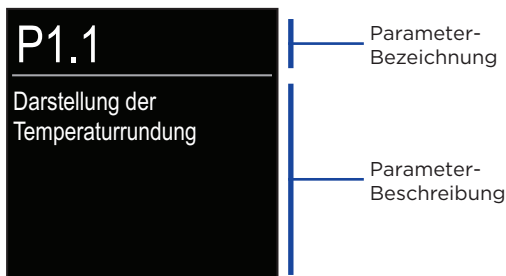 P1.1
Darstellung der
Temperaturrundung
Parameter-
Bezeichnung
Parameter-
Beschreibung